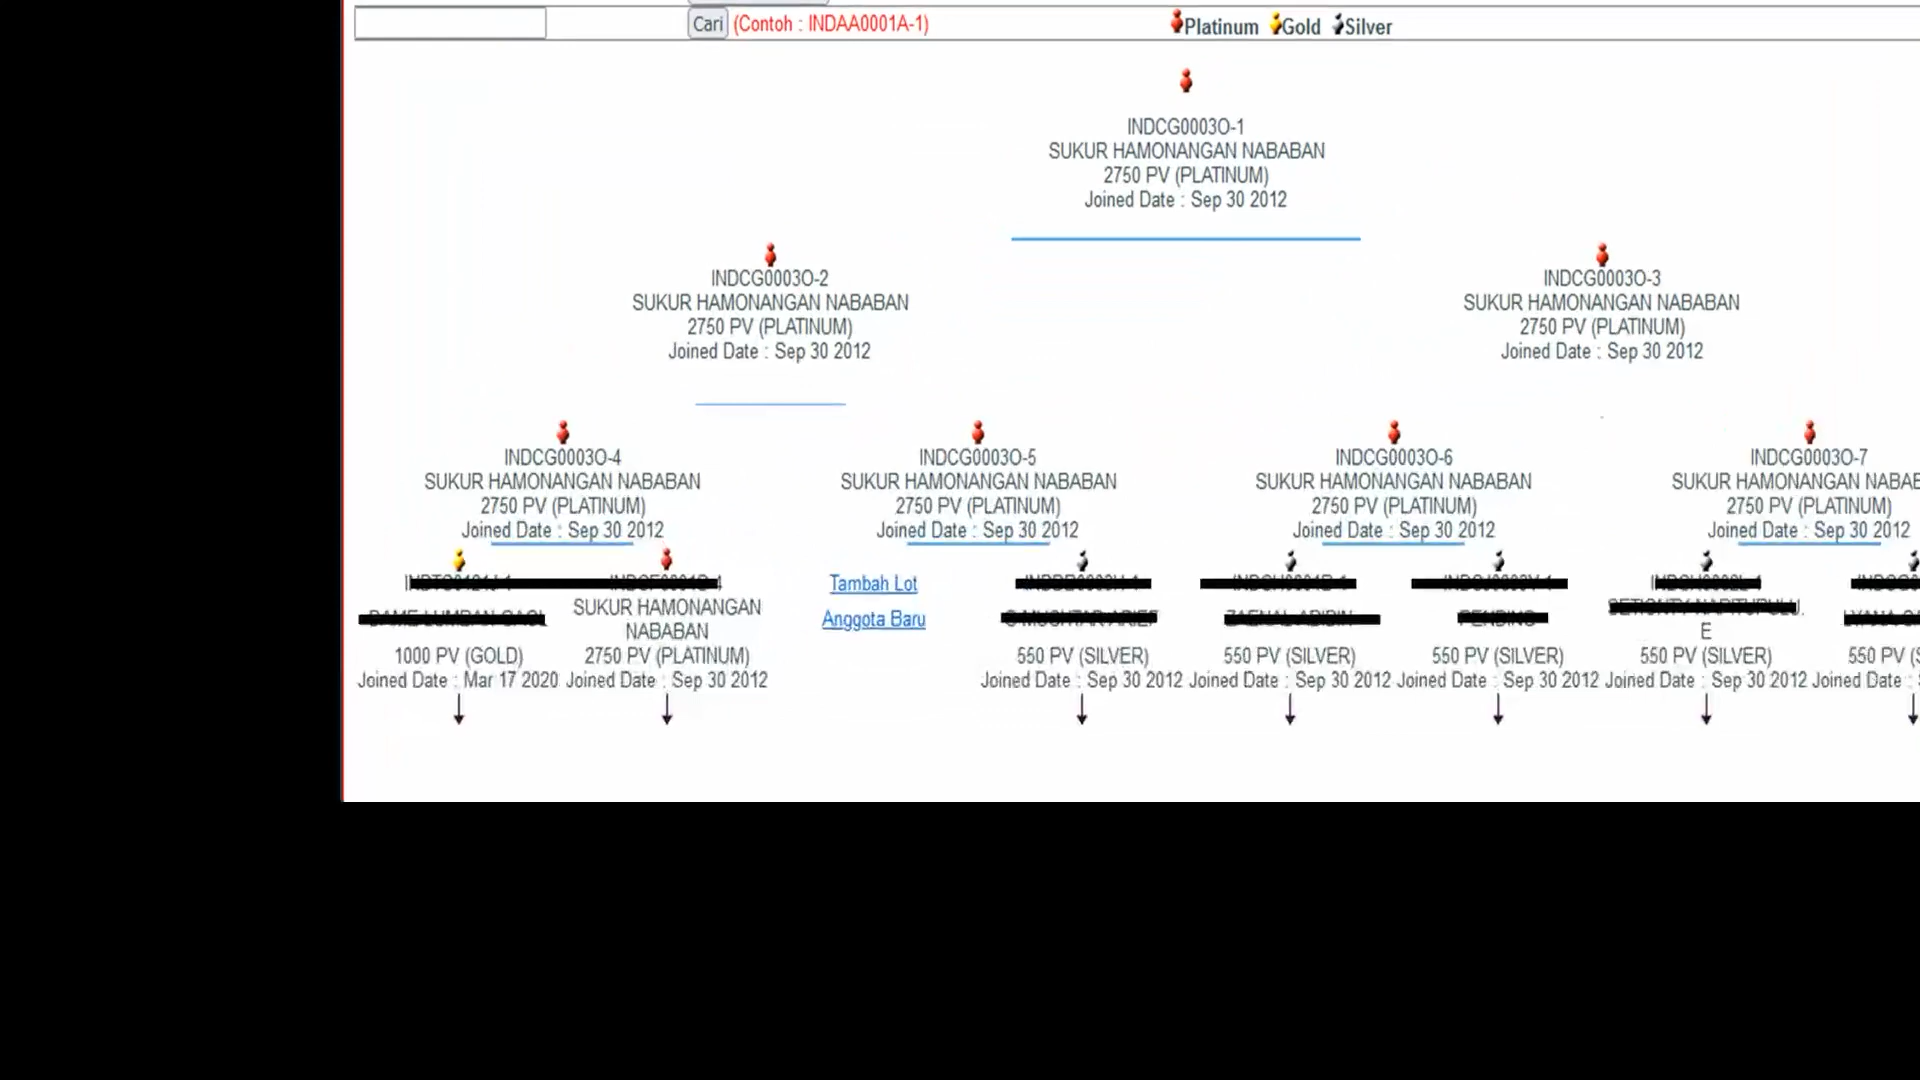 Cari (Contoh : INDAA0001A-1) Platinum Gold Silver
INDCG0003O-1
SUKUR HAMONANGAN NABABAN
2750 PV (PLATINUM)
Joined Date : Sep 30 2012
INDCG0003O-2
SUKUR HAMONANGAN NABABAN
2750 PV (PLATINUM)
Joined Date : Sep 30 2012
INDCG0003O-3
SUKUR HAMONANGAN NABABAN
2750 PV (PLATINUM)
Joined Date : Sep 30 2012
INDCG0003O-4
SUKUR HAMONANGAN NABABAN
2750 PV (PLATINUM)
Joined Date : Sep 30 2012
INDCG0003O-5
SUKUR HAMONANGAN NABABAN
2750 PV (PLATINUM)
Joined Date : Sep 30 2012
INDCG0003O-6
SUKUR HAMONANGAN NABABAN
2750 PV (PLATINUM)
Joined Date : Sep 30 2012
INDCG0003O-7
SUKUR HAMONANGAN
2750 PV (PLATINUM)
Joined Date : Sep 30 2012
1000 PV (GOLD)
Joined Date : Mar 17 2020
SUKUR HAMONANGAN
NABABAN
2750 PV (PLATINUM)
Joined Date : Sep 30 2012
Tambah Lot
Anggota Baru
550 PV (SILVER)
Joined Date : Sep 30 2012
550 PV (SILVER)
Joined Date : Sep 30 2012
550 PV (SILVER)
Joined Date : Sep 30 2012
E
550 PV (SILVER)
Joined Date : Sep 30 2012
550 PV
Joined Date :